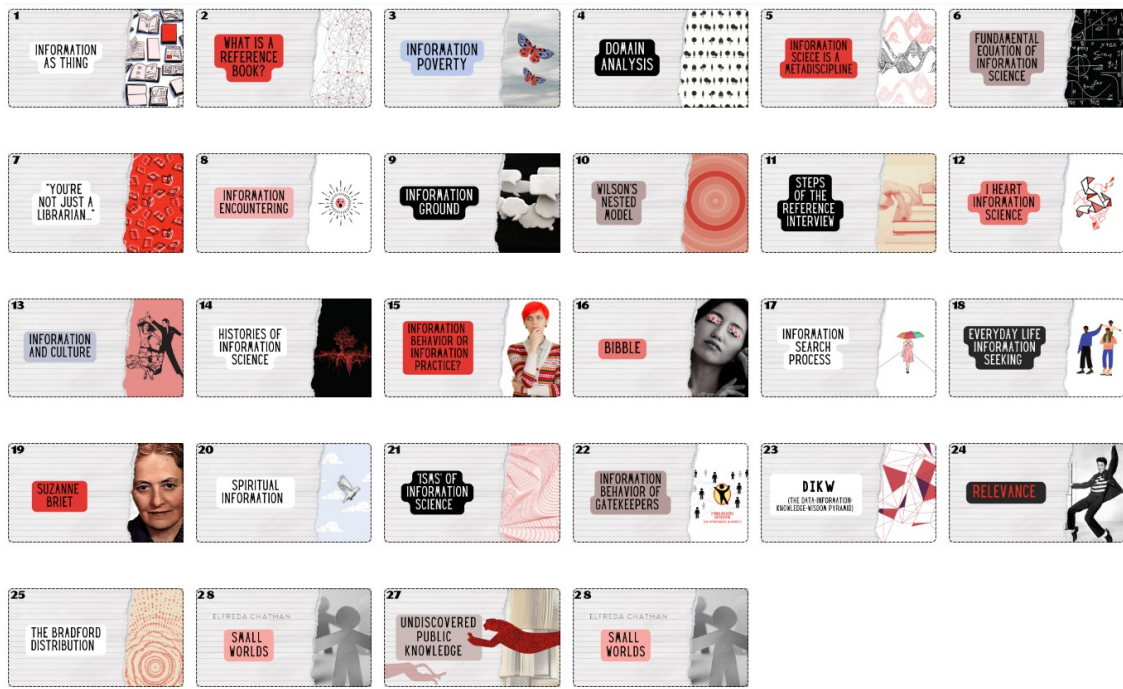 1
INFORMATION
AS THING
2
WHAT IS A
REFERENCE
BOOK?
3
INFORMATION
POVERTY
4
DOMAIN
ANALYSIS
5
INFORMATION
SCIECE IS A
METADISCIPLINE
6
FUNDAMENTAL
EQUATION OF
INFORMATION
SCIENCE
7
"YOU'RE
NOT JUST A
LIBRARIAN..."
8
INFORMATION
ENCOUNTERING
9
INFORMATION
GROUND
10
WILSON'S
NESTED
MODEL
11
STEPS
OF THE
REFERENCE
INTERVIEW
12
I HEART
INFORMATION
SCIENCE
13
INFORMATION
AND CULTURE
14
HISTORIES OF
INFORMATION
SCIENCE
15
INFORMATION
BEHAVIOR OR
INFORMATION
PRACTICE?
16
BIBBLE
17
INFORMATION
SEARCH
PROCESS
18
EVERYDAY LIFE
INFORMATION
SEEKING
19
SUZANNE
BRIET
20
SPIRITUAL
INFORMATION
21
'ISMS' OF
INFORMATION
SCIENCE
22
INFORMATION
BEHAVIOR OF
GATEKEEPERS
23
DIKW
(THE DATA-INFORMATION-
KNOWLEDGE-WISDOM PYRAMID)
24
RELEVANCE
25
THE BRADFORD
DISTRIBUTION
28
ELFREDA CHATMAN
SMALL
WORLDS
27
UNDISCOVERED
PUBLIC
KNOWLEDGE
28
ELFREDA CHATMAN
SMALL
WORLDS